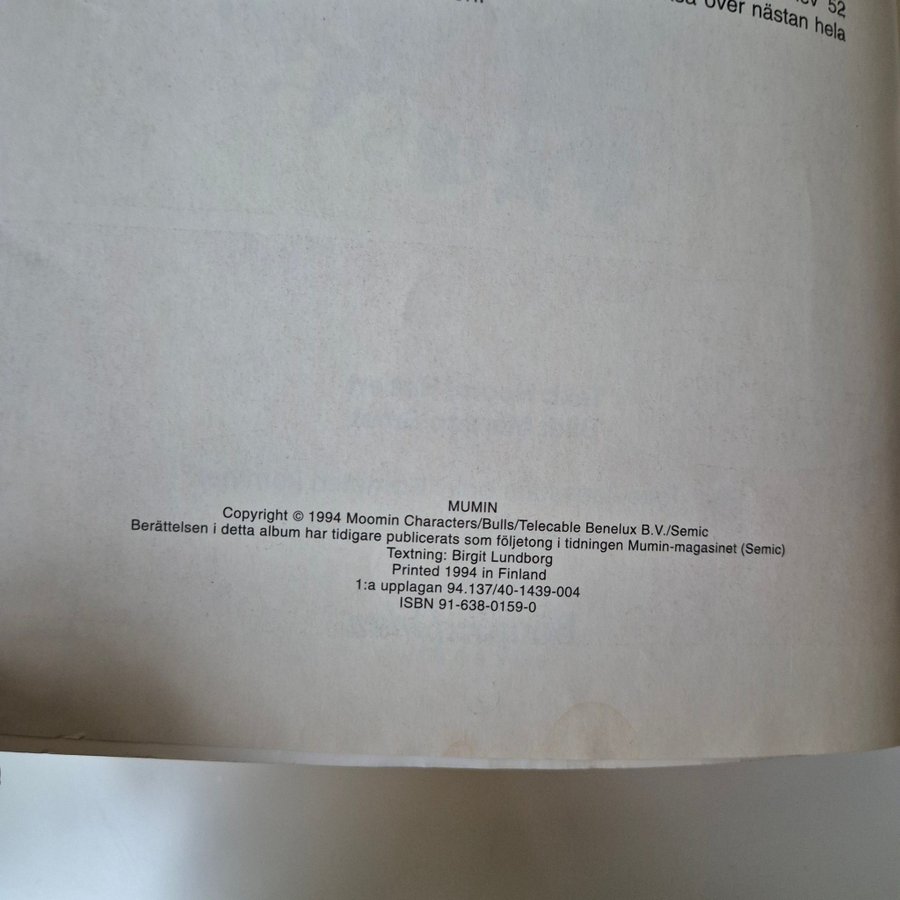 52
över nästan hela
MUMIN
Copyright © 1994 Moomin Characters/Bulls/Telecable Benelux B.V./Semic
Berättelsen i detta album har tidigare publicerats som följetong i tidningen Mumin-magasinet (Semic)
Textning: Birgit Lundborg
Printed 1994 in Finland
1:a upplagan 94.137/40-1439-004
ISBN 91-638-0159-0